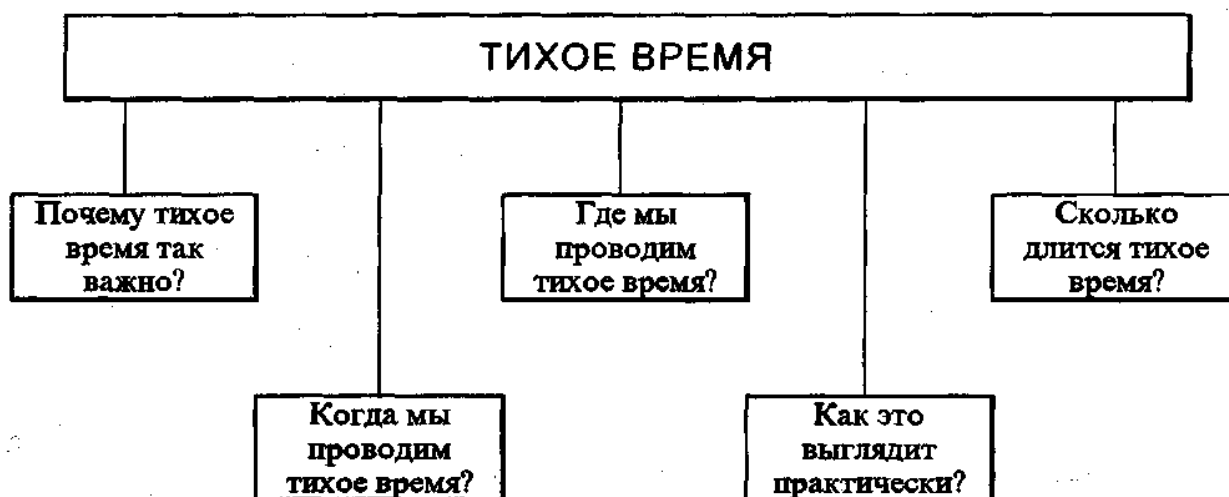 ТИХОЕ ВРЕМЯ
Почему тихое
время так
важно?
Когда мы
проводим
тихое время?
Где мы
проводим
тихое время?
Как это
выглядит
практически?
Сколько
длится тихое
время?